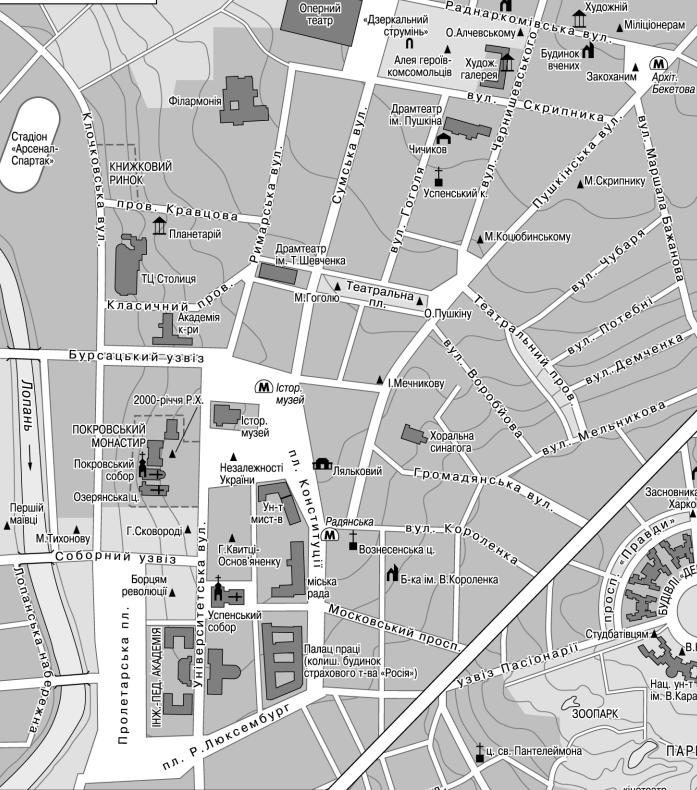 Оперний
театр
«Дзеркальний
струмінь»
Раднаркомівська вул.
Художній
Міліціонерам
О.Алчевському
Алея героїв-
комсомольців
Худож.
галерея
Будинок
вчених
Закоханим
Архіт.
Бекетова
Філармонія
Стадіон
«Арсенал-
Спартак»
Клочковська вул.
Римарська вул.
Сумська вул.
вул. Гоголя
вул. Чернишевського
вул. Скрипника
Пушкінська вул.
вул. Маршала Бажанова
Драмтеатр
ім. Пушкіна
Чичиков
Успенський к.
М.Скрипнику
КНИЖКОВИЙ
РИНОК
пров. Кравцова
Планетарій
М.Коцюбинському
вул. Чубаря
Драмтеатр
ім. Т.Шевченка
ТЦ Столиця
Класичний пров.
М.Гоголю
Театральна
пл.
О.Пушкіну
Театральний пров.
вул. Потебні
вул. Демченка
Академія
к-ри
Бурсацький узвіз
вул. Воробйова
вул. Мельникова
І.Мечникову
Істор.
музей
2000-річчя Р.Х.
Істор.
музей
Лопань
ПОКРОВСЬКИЙ
МОНАСТИР
Покровський
собор
Озерянська ц.
Незалежності
України
пл. Конституції
Ляльковий
Хоральна
синагога
Громадянська вул.
Ун-т
мист-в
Першій
маївці
М.Тихонову
Г.Сковороді
Г.Квитці-
Основ'яненку
Радянська
Вознесенська ц.
вул. Короленка
Б-ка ім. В.Короленка
Засновника
Харко
просп. «Правди»
БУДІВЛІ „ДЕ
Соборний узвіз
Борцям
революції
Університетська вул.
міська
рада
Успенський
собор
Московський просп.
Студбатівцям
В.
Нац. ун-т
ім. В.Кара
Лопанська набережна
Пролетарська пл.
ІНЖ.-ПЕД. АКАДЕМІЯ
Палац праці
(колиш. будинок
страхового т-ва «Росія»)
узвіз Пасіонарії
пл. Р.Люксембург
ЗООПАРК
ПАР
ц. св. Пантелеймона